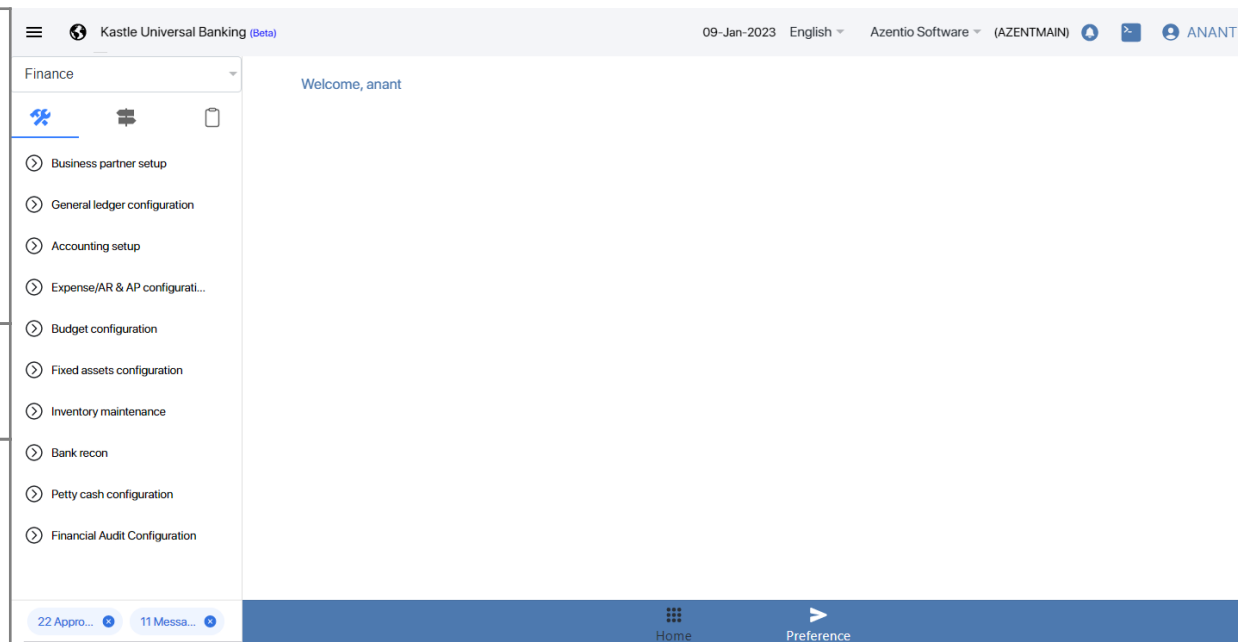 Kastle Universal Banking (Beta)
09-Jan-2023 English Azentio Software (AZENTMAIN) ANANT
Finance
Welcome, anant
Business partner setup
General ledger configuration
Accounting setup
Expense/AR & AP configurati...
Budget configuration
Fixed assets configuration
Inventory maintenance
Bank recon
Petty cash configuration
Financial Audit Configuration
22 Appro... 11 Messa...
Home Preference